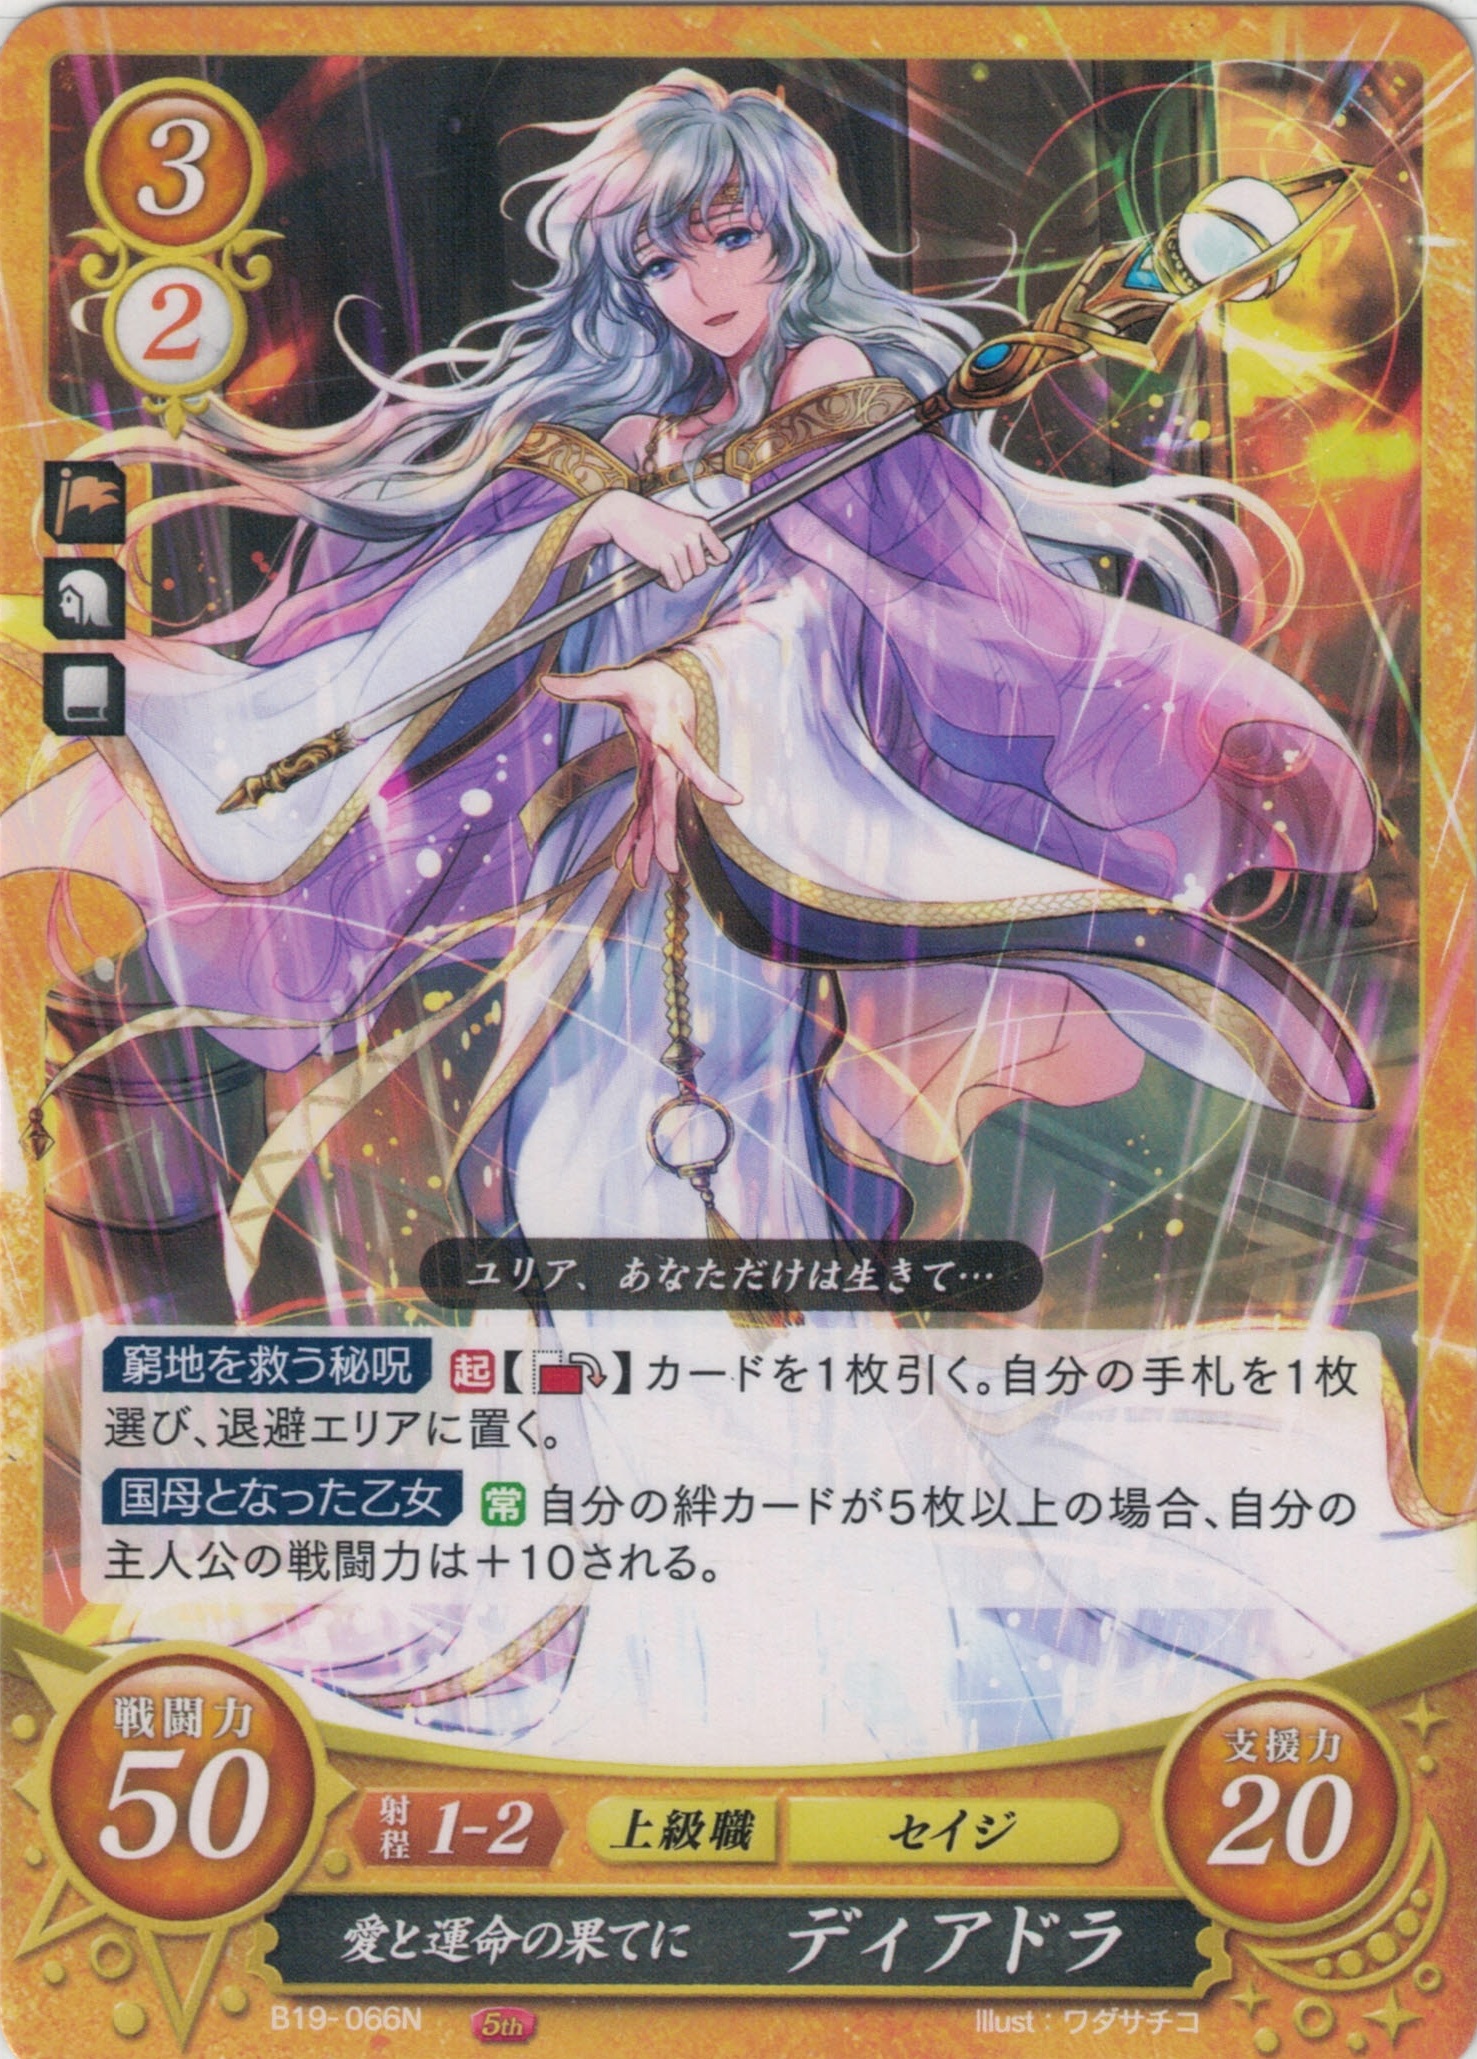 3
2
ユリア、あなただけは生きて…
窮地を救う秘呪 起【】カードを1枚引く。自分の手札を1枚
選び、退避エリアに置く。
国母となった乙女 常 自分の絆カードが5枚以上の場合、自分の
主人公の戦闘力は＋10される。
戦闘力
50
射程 1-2
上級職
セイジ
支援力
20
愛と運命の果てに ディアドラ
B19-066N
5th
Illust：ワダサチコ